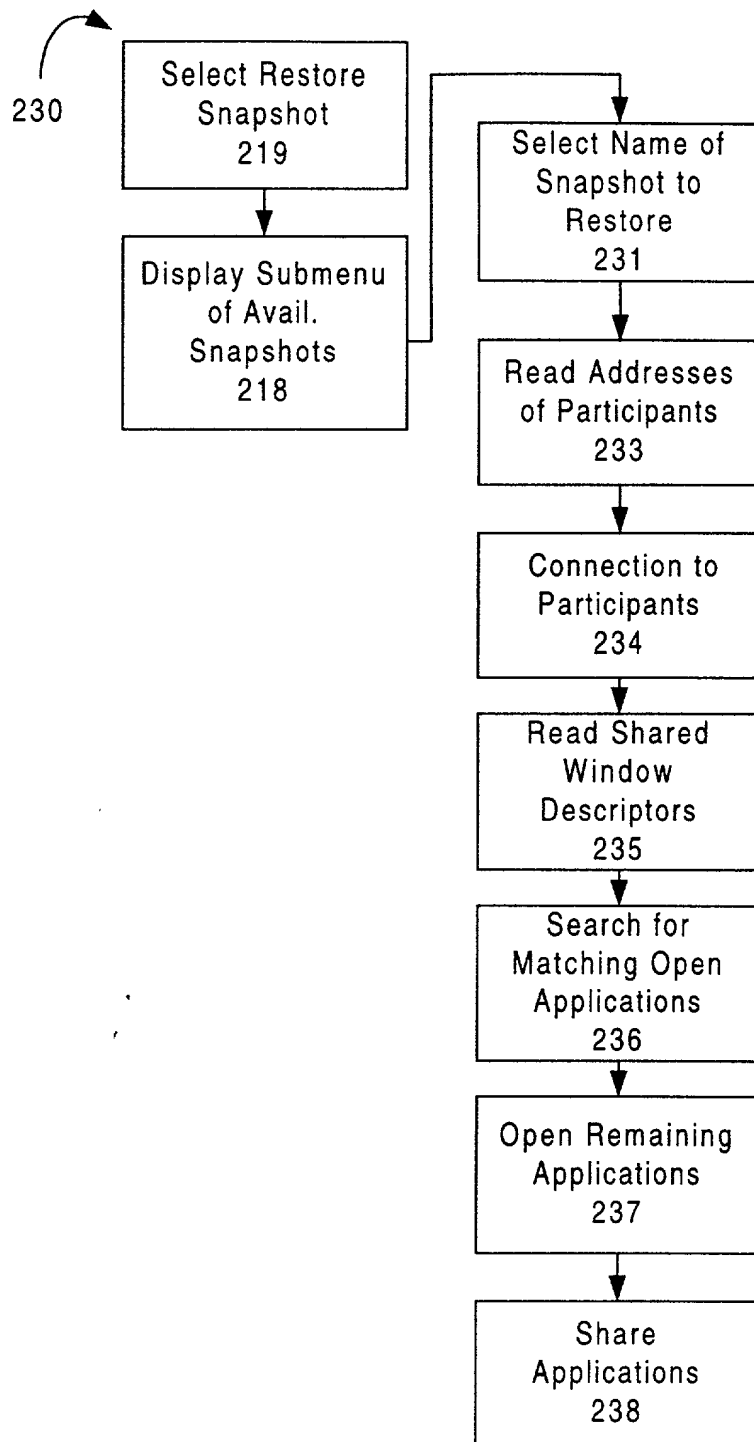 230
Select Restore
Snapshot
219
Display Submenu
of Avail.
Snapshots
218
Select Name of
Snapshot to
Restore
231
Read Addresses
of Participants
233
Connection to
Participants
234
Read Shared
Window
Descriptors
235
Search for
Matching Open
Applications
236
Open Remaining
Applications
237
Share
Applications
238